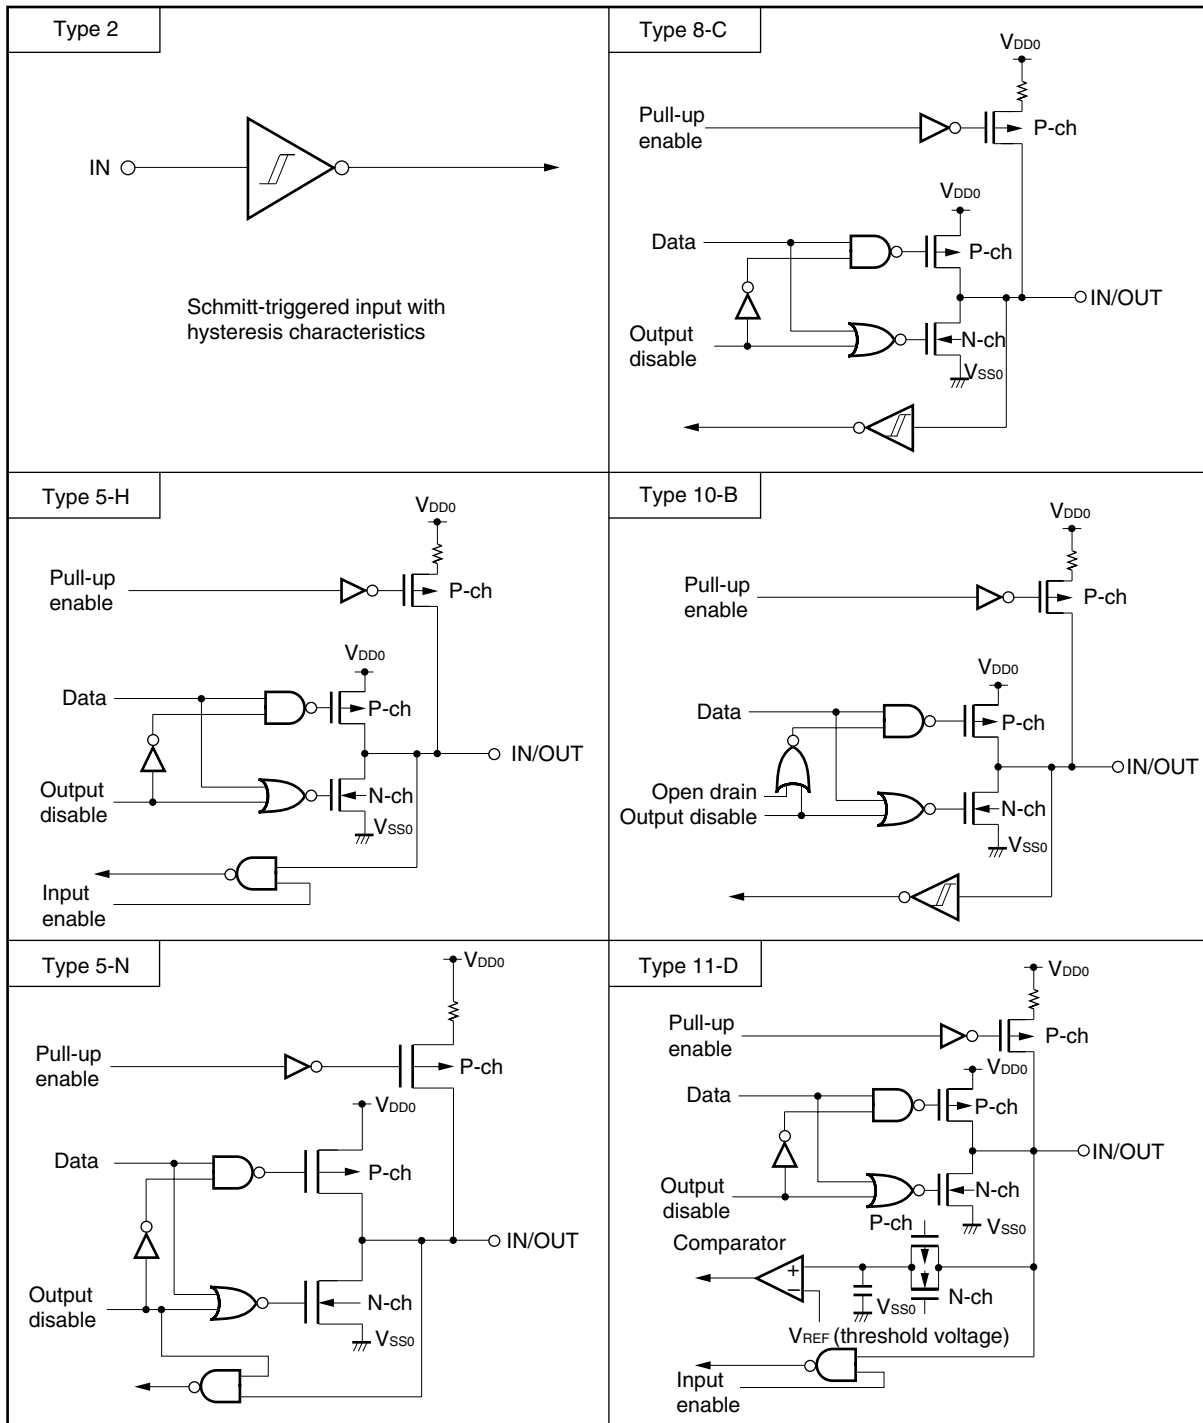 Type 2
IN
Schmitt-triggered input with
hysteresis characteristics
Type 8-C
VDD0
Pull-up
enable
P-ch
VDD0
Data
P-ch
IN/OUT
Output
disable
N-ch
VSS0
Type 5-H
VDD0
Pull-up
enable
P-ch
VDD0
Data
P-ch
IN/OUT
Output
disable
N-ch
VSS0
Input
enable
Type 10-B
VDD0
Pull-up
enable
P-ch
VDD0
Data
P-ch
IN/OUT
Open drain
Output disable
N-ch
VSS0
Type 5-N
VDD0
Pull-up
enable
P-ch
VDD0
Data
P-ch
IN/OUT
Output
disable
N-ch
VSS0
Type 11-D
VDD0
Pull-up
enable
P-ch
VDD0
Data
P-ch
IN/OUT
Output
disable
N-ch
P-ch
VSS0
Comparator
+
−
N-ch
VSS0
VREF (threshold voltage)
Input
enable